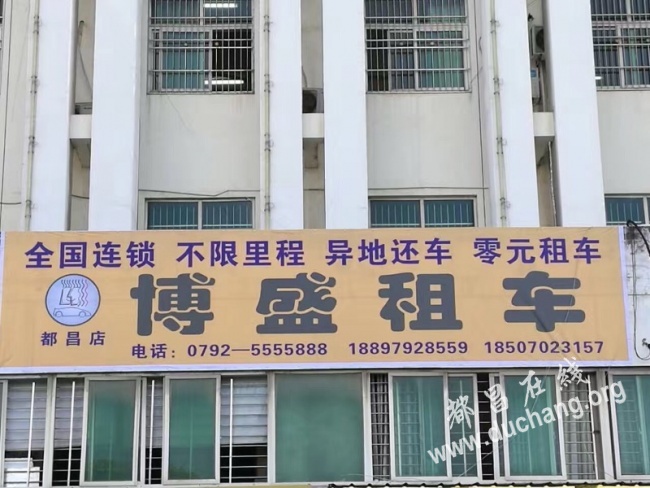 全国连锁 不限里程 异地还车 零元租车
博盛租车
都昌店
电话：0792—5555888 18897928559 18507023157
都昌在线
www.duchang.org